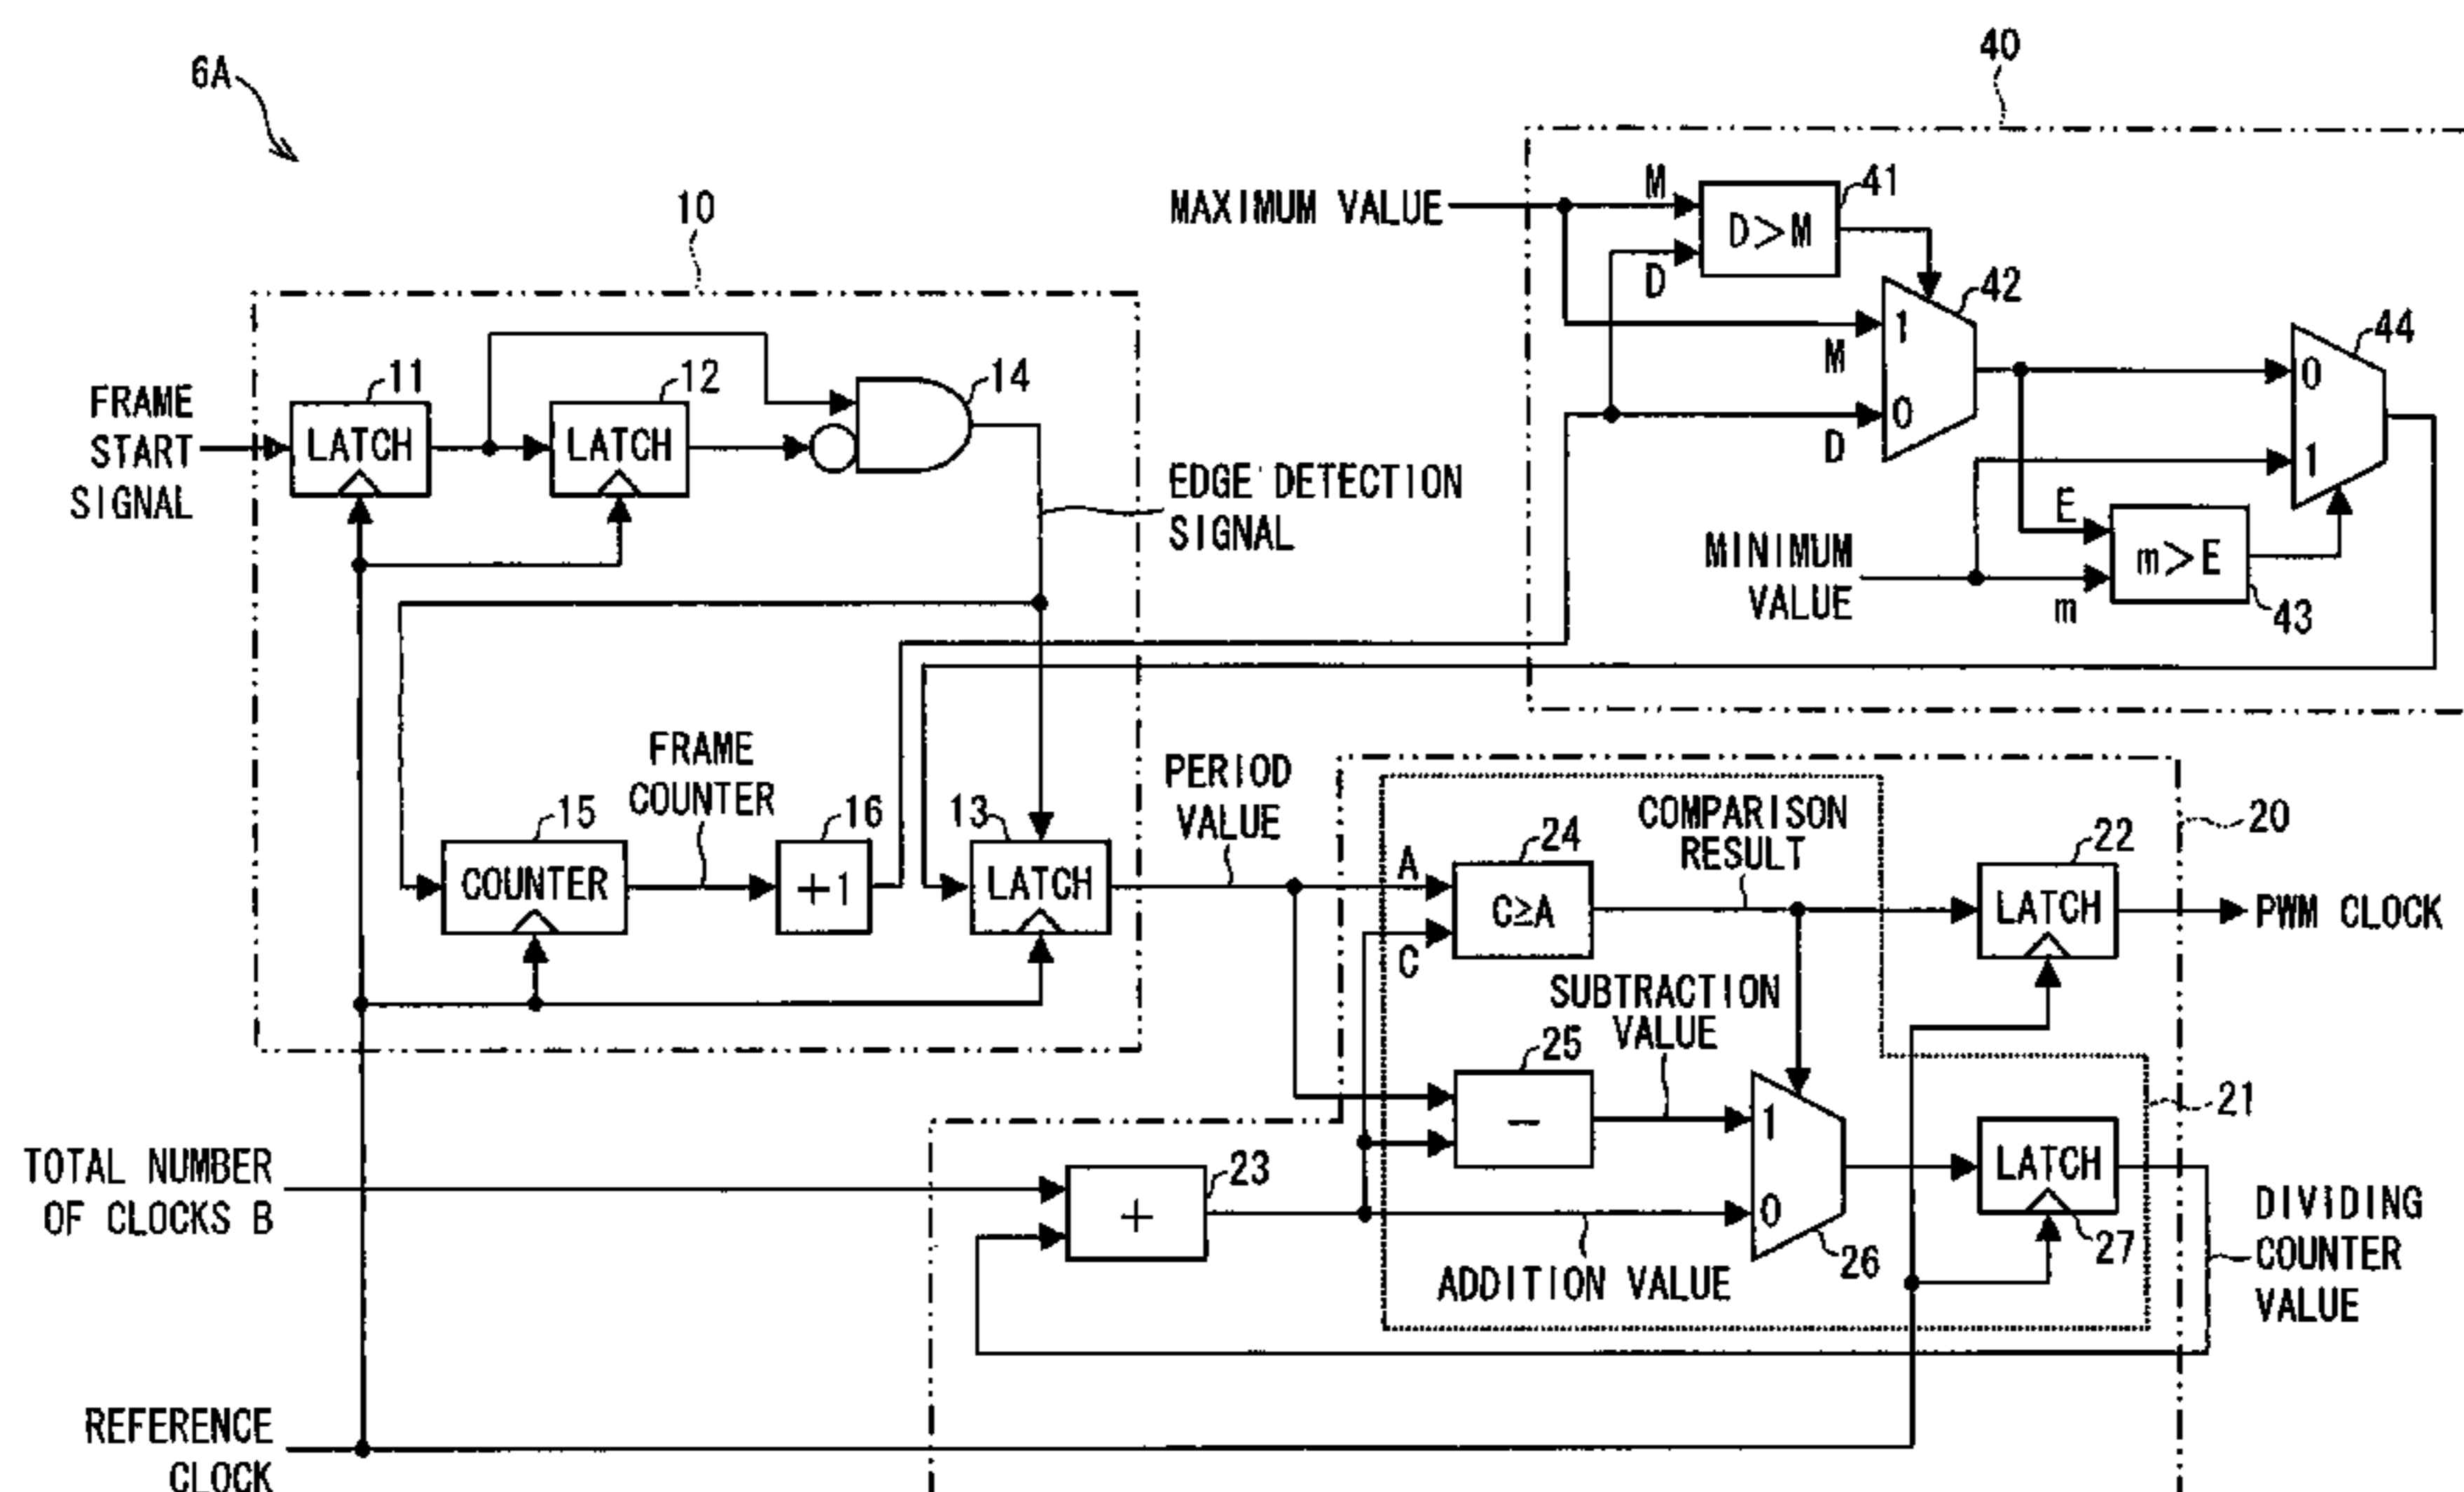 6A
40
10
MAXIMUM VALUE
M
D
41
D>M
42
1
M
0
D
44
0
1
E
m>E
m
43
MINIMUM
VALUE
FRAME
START
SIGNAL
11
LATCH
12
LATCH
14
EDGE DETECTION
SIGNAL
FRAME
COUNTER
15
COUNTER
16
+1
13
LATCH
PERIOD
VALUE
A
C
24
C≥A
COMPARISON
RESULT
22
LATCH
20
PWM CLOCK
SUBTRACTION
VALUE
25
−
1
0
26
21
LATCH
27
TOTAL NUMBER
OF CLOCKS B
23
+
ADDITION VALUE
DIVIDING
COUNTER
VALUE
REFERENCE
CLOCK